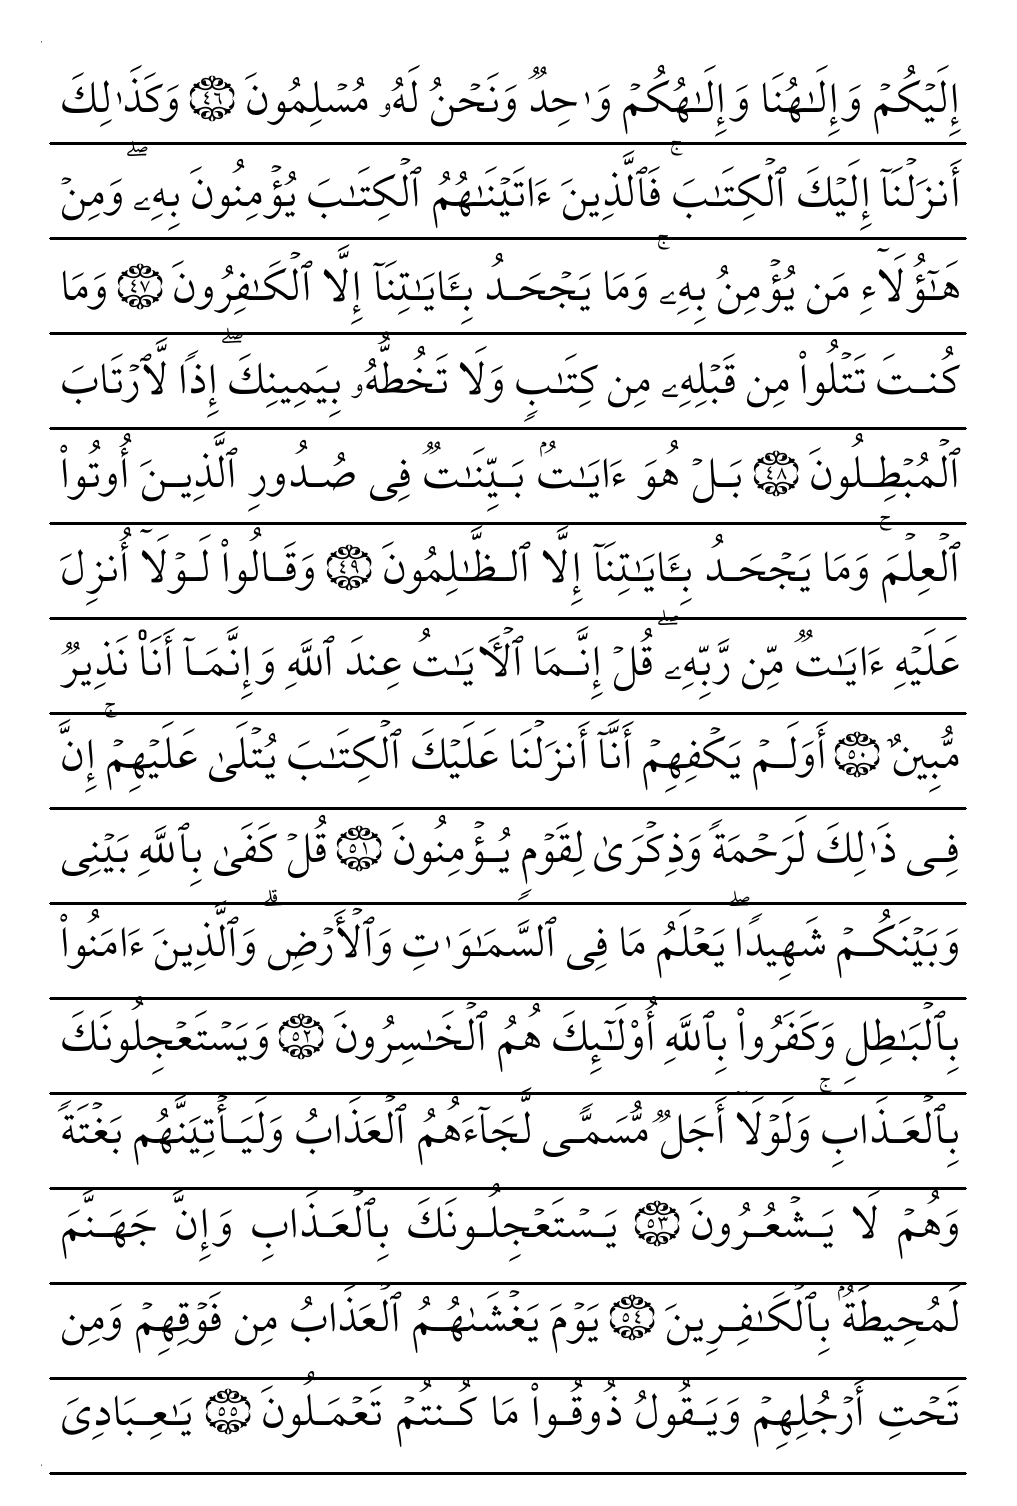 إِلَيۡكُمۡ وَإِلَـٰهُنَا وَإِلَـٰهُكُمۡ وَٰحِدٌ وَنَحۡنُ لَهُۥ مُسۡلِمُونَ ٤٦ وَكَذَٰلِكَ
أَنزَلۡنَآ إِلَيۡكَ ٱلۡكِتَـٰبَۚ فَٱلَّذِينَ ءَاتَيۡنَـٰهُمُ ٱلۡكِتَـٰبَ يُؤۡمِنُونَ بِهِۦۖ وَمِنۡ
هَـٰٓؤُلَآءِ مَن يُؤۡمِنُ بِهِۦۚ وَمَا يَجۡحَدُ بِـَٔايَـٰتِنَآ إِلَّا ٱلۡكَـٰفِرُونَ ٤٧ وَمَا
كُنتَ تَتۡلُواْ مِن قَبۡلِهِۦ مِن كِتَـٰبٍ وَلَا تَخُطُّهُۥ بِيَمِينِكَۖ إِذًا لَّٱرۡتَابَ
ٱلۡمُبۡطِلُونَ ٤٨ بَلۡ هُوَ ءَايَـٰتُۢ بَيِّنَـٰتٌ فِى صُدُورِ ٱلَّذِينَ أُوتُواْ
ٱلۡعِلۡمَۚ وَمَا يَجۡحَدُ بِـَٔايَـٰتِنَآ إِلَّا ٱلظَّـٰلِمُونَ ٤٩ وَقَالُواْ لَوۡلَآ أُنزِلَ
عَلَيۡهِ ءَايَـٰتٌ مِّن رَّبِّهِۦۖ قُلۡ إِنَّمَا ٱلۡأَيَـٰتُ عِندَ ٱللَّهِ وَإِنَّمَآ أَنَا۠ نَذِيرٌ
مُّبِينٌ ٥٠ أَوَلَمۡ يَكۡفِهِمۡ أَنَّآ أَنزَلۡنَا عَلَيۡكَ ٱلۡكِتَـٰبَ يُتۡلَىٰ عَلَيۡهِمۡۚ إِنَّ
فِى ذَٰلِكَ لَرَحۡمَةً وَذِكۡرَىٰ لِقَوۡمٍ يُؤۡمِنُونَ ٥١ قُلۡ كَفَىٰ بِٱللَّهِ بَيۡنِى
وَبَيۡنَكُمۡ شَهِيدًاۖ يَعۡلَمُ مَا فِى ٱلسَّمَـٰوَٰتِ وَٱلۡأَرۡضِۗ وَٱلَّذِينَ ءَامَنُواْ
بِٱلۡبَـٰطِلِ وَكَفَرُواْ بِٱللَّهِ أُوْلَـٰٓئِكَ هُمُ ٱلۡخَـٰسِرُونَ ٥٢ وَيَسۡتَعۡجِلُونَكَ
بِٱلۡعَذَابِۚ وَلَوۡلَآ أَجَلٌ مُّسَمًّى لَّجَآءَهُمُ ٱلۡعَذَابُ وَلَيَأۡتِيَنَّهُم بَغۡتَةً
وَهُمۡ لَا يَشۡعُرُونَ ٥٣ يَسۡتَعۡجِلُونَكَ بِٱلۡعَذَابِ وَإِنَّ جَهَنَّمَ
لَمُحِيطَةُۢ بِٱلۡكَـٰفِرِينَ ٥٤ يَوۡمَ يَغۡشَىٰهُمُ ٱلۡعَذَابُ مِن فَوۡقِهِمۡ وَمِن
تَحۡتِ أَرۡجُلِهِمۡ وَيَقُولُ ذُوقُواْ مَا كُنتُمۡ تَعۡمَلُونَ ٥٥ يَـٰعِبَادِىَ